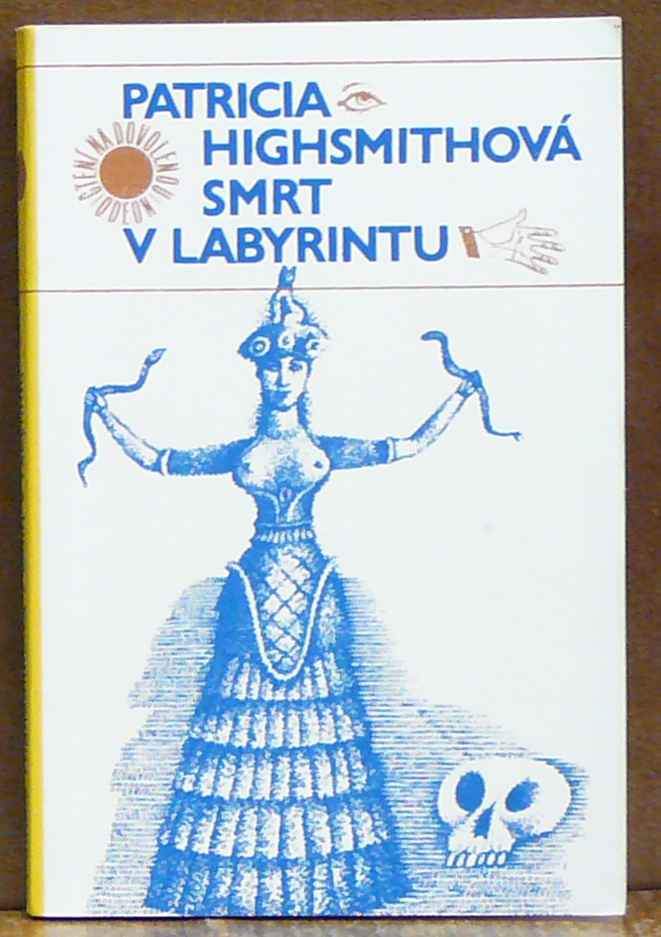 PATRICIA
HIGHSMITHOVÁ
SMRT
V LABYRINTU
ČTENÍ NA DOVOLENOU
ODEON